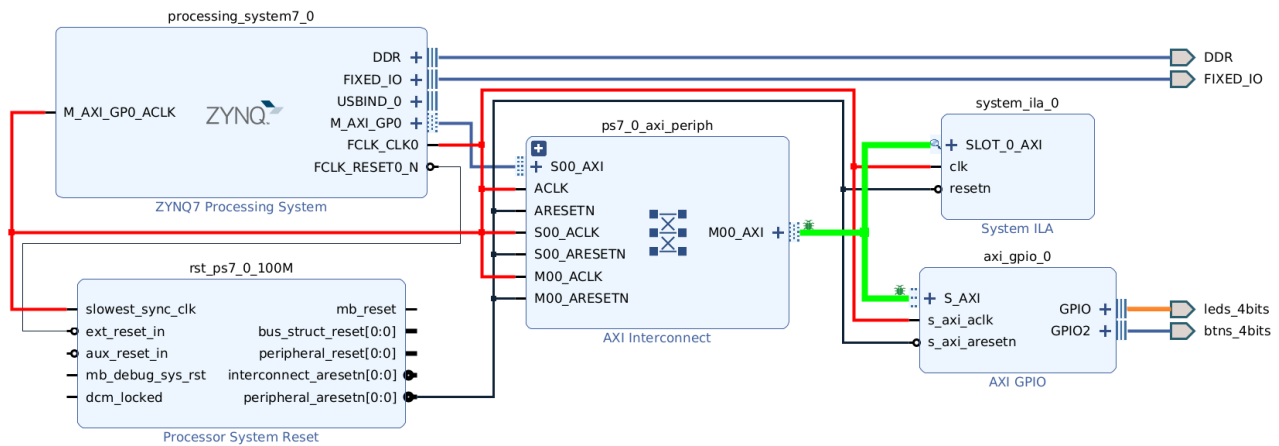 processing_system7_0
DDR
FIXED_IO
USBIND_0
M_AXI_GP0
FCLK_CLK0
FCLK_RESET0_N
M_AXI_GP0_ACLK
ZYNQ
ZYNQ7 Processing System
DDR
FIXED_IO
ps7_0_axi_periph
S00_AXI
ACLK
ARESETN
S00_ACLK
S00_ARESETN
M00_ACLK
M00_ARESETN
M00_AXI
AXI Interconnect
system_ila_0
SLOT_0_AXI
clk
resetn
System ILA
rst_ps7_0_100M
slowest_sync_clk
ext_reset_in
aux_reset_in
mb_debug_sys_rst
dcm_locked
mb_reset
bus_struct_reset[0:0]
peripheral_reset[0:0]
interconnect_aresetn[0:0]
peripheral_aresetn[0:0]
Processor System Reset
axi_gpio_0
S_AXI
s_axi_aclk
s_axi_aresetn
GPIO
GPIO2
AXI GPIO
leds_4bits
btns_4bits